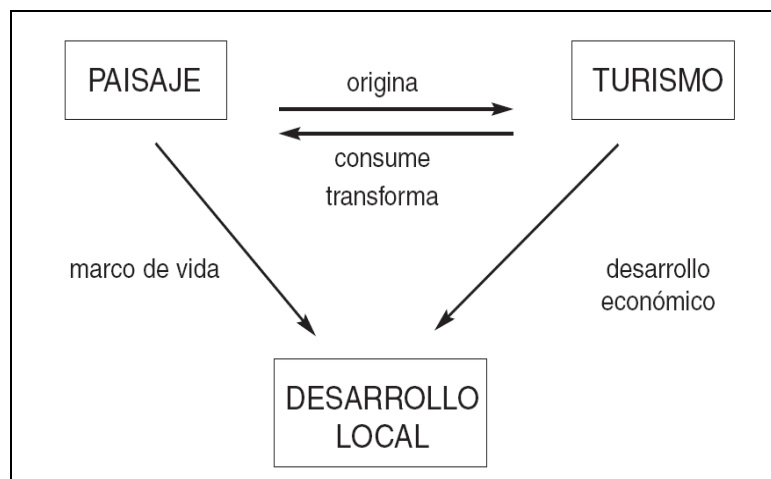 PAISAJE
origina
TURISMO
consume
transforma
marco de vida
desarrollo
económico
DESARROLLO
LOCAL